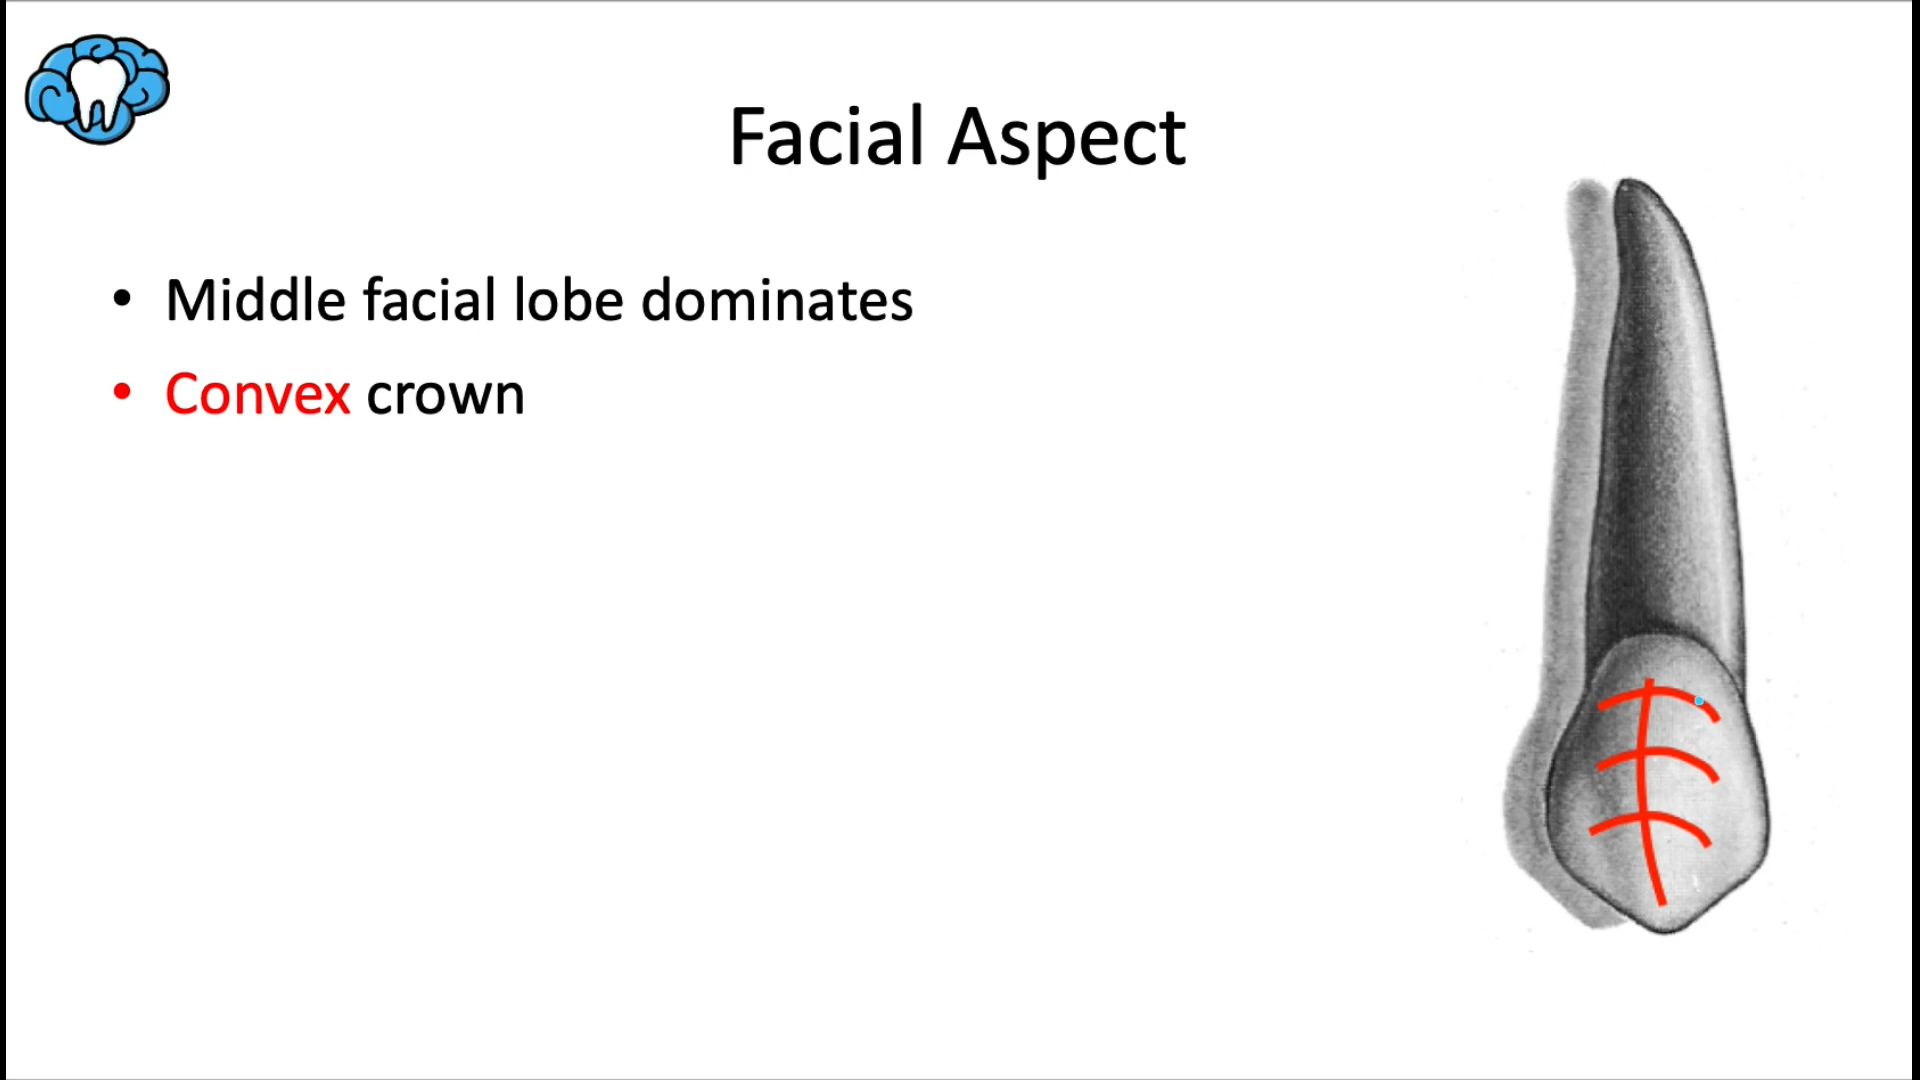 Facial Aspect
• Middle facial lobe dominates
• Convex crown